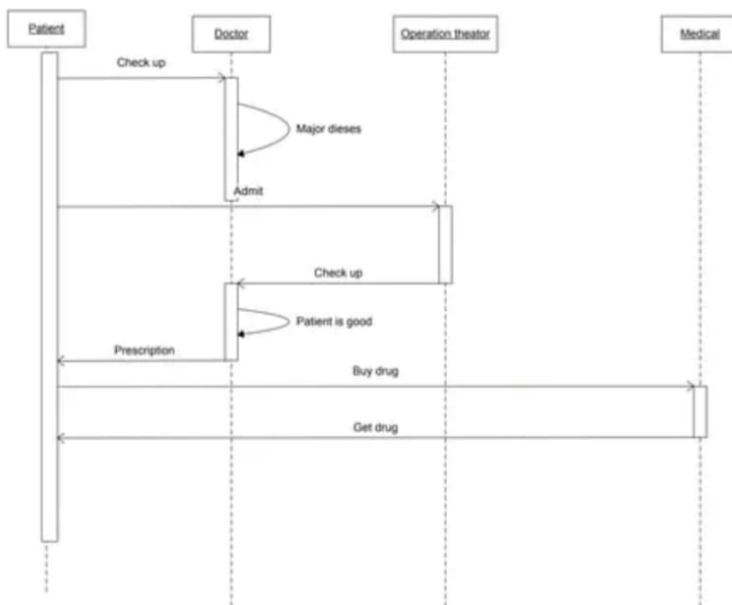 Patient
Doctor
Operation theator
Medical
Check up
Major dieses
Admit
Check up
Patient is good
Prescription
Buy drug
Get drug